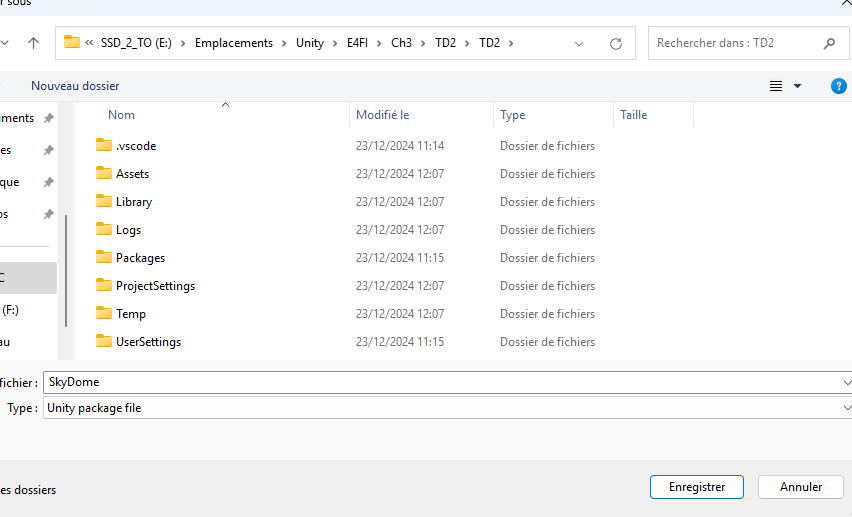 r sous
« SSD_2_TO (E:) > Emplacements > Unity > E4FI > Ch3 > TD2 > TD2 >
Rechercher dans : TD2
Nouveau dossier
?
Nom Modifié le Type Taille
uments
es
que
os
C
(F:)
au
.vscode 23/12/2024 11:14 Dossier de fichiers
Assets 23/12/2024 12:07 Dossier de fichiers
Library 23/12/2024 12:07 Dossier de fichiers
Logs 23/12/2024 12:07 Dossier de fichiers
Packages 23/12/2024 11:15 Dossier de fichiers
ProjectSettings 23/12/2024 12:07 Dossier de fichiers
Temp 23/12/2024 12:07 Dossier de fichiers
UserSettings 23/12/2024 11:15 Dossier de fichiers
fichier : SkyDome
Type : Unity package file
es dossiers
Enregistrer
Annuler